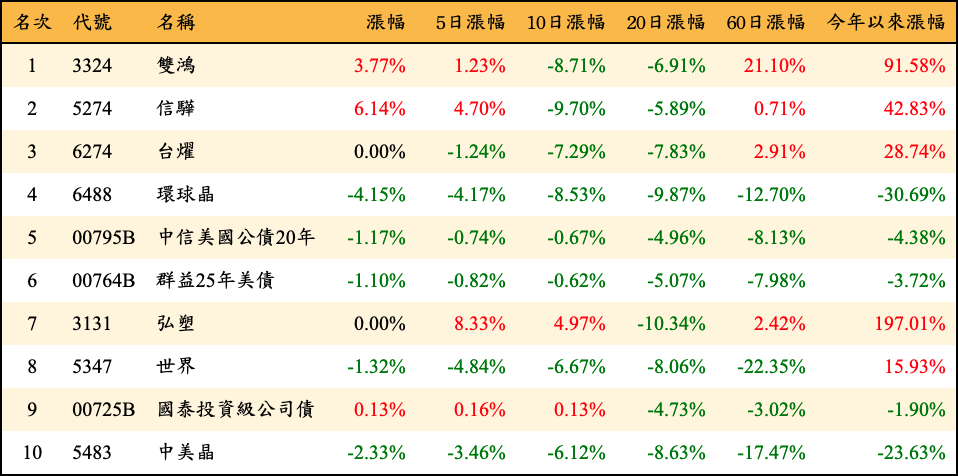 名次 代號 名稱 漲幅 5日漲幅 10日漲幅 20日漲幅 60日漲幅 今年以來漲幅
1 3324 雙鴻 3.77% 1.23% -8.71% -6.91% 21.10% 91.58%
2 5274 信驊 6.14% 4.70% -9.70% -5.89% 0.71% 42.83%
3 6274 台燿 0.00% -1.24% -7.29% -7.83% 2.91% 28.74%
4 6488 環球晶 -4.15% -4.17% -8.53% -9.87% -12.70% -30.69%
5 00795B 中信美國公債20年 -1.17% -0.74% -0.67% -4.96% -8.13% -4.38%
6 00764B 群益25年美債 -1.10% -0.82% -0.62% -5.07% -7.98% -3.72%
7 3131 弘塑 0.00% 8.33% 4.97% -10.34% 2.42% 197.01%
8 5347 世界 -1.32% -4.84% -6.67% -8.06% -22.35% 15.93%
9 00725B 國泰投資級公司債 0.13% 0.16% 0.13% -4.73% -3.02% -1.90%
10 5483 中美晶 -2.33% -3.46% -6.12% -8.63% -17.47% -23.63%